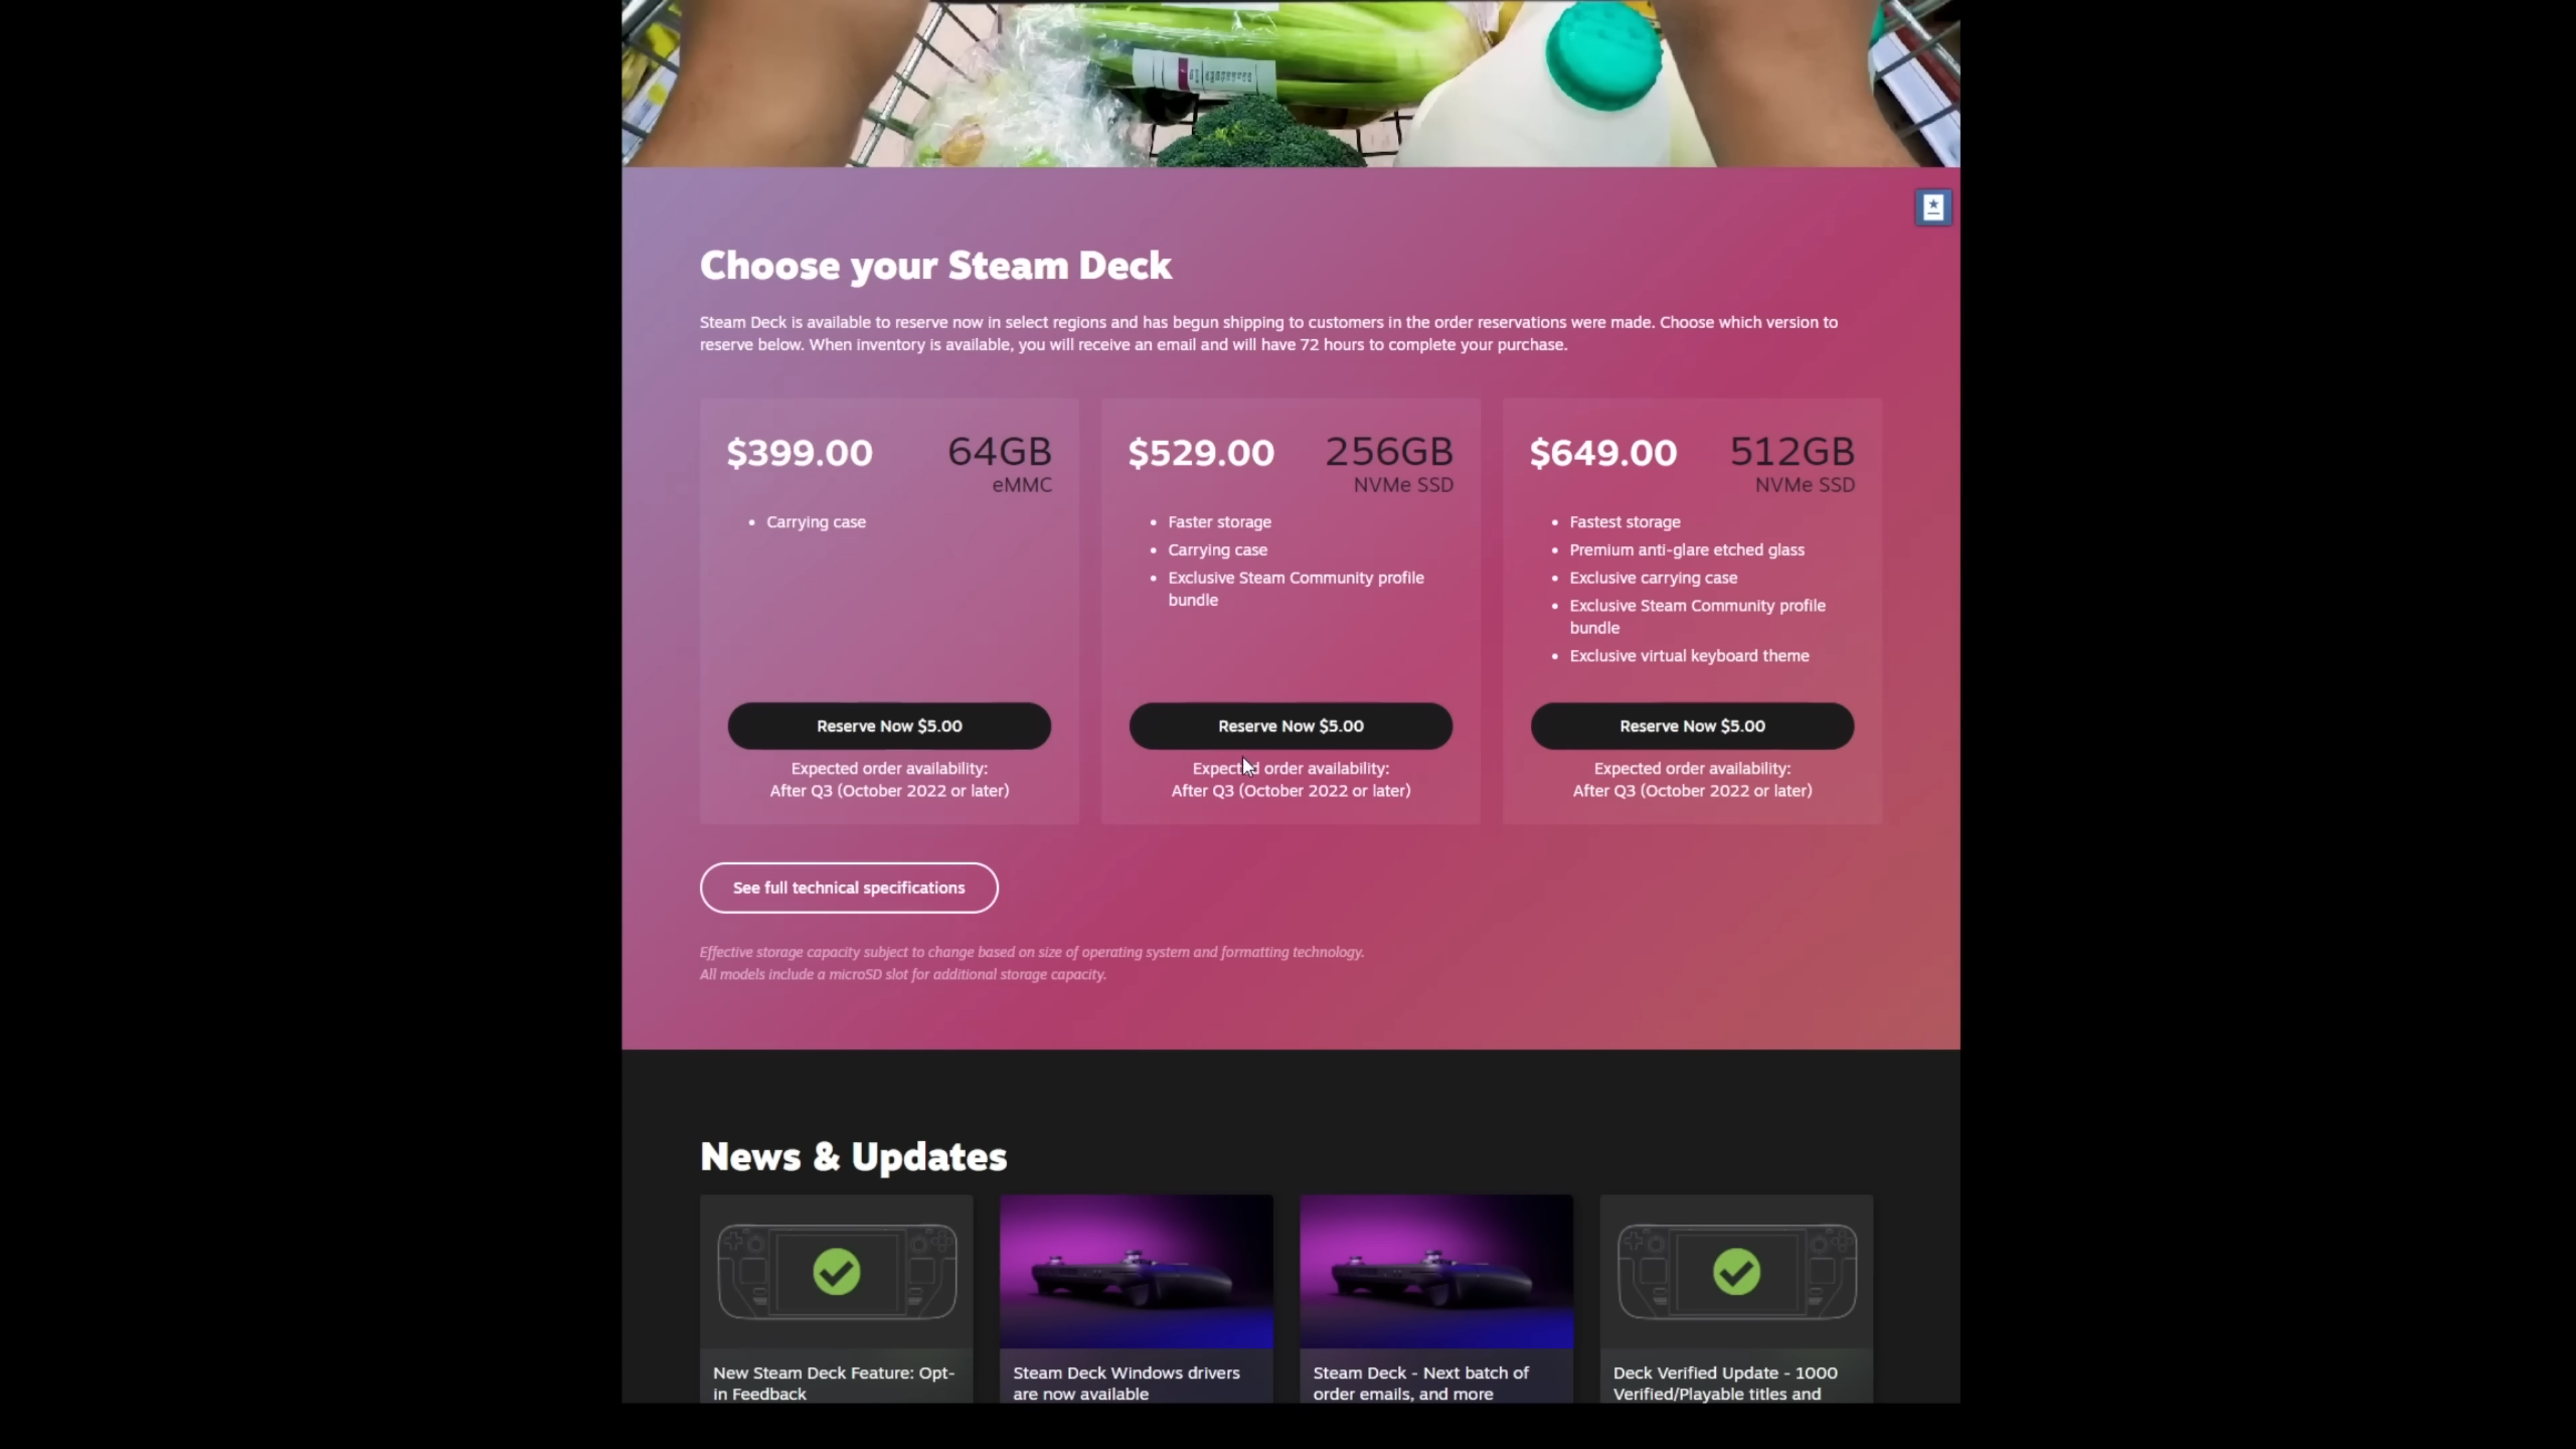 Choose your Steam Deck
Steam Deck is available to reserve now in select regions and has begun shipping to customers in the order reservations were made. Choose which version to
reserve below. When inventory is available, you will receive an email and will have 72 hours to complete your purchase.
$399.00
64GB
eMMC
Carrying case
Reserve Now $5.00
Expected order availability:
After Q3 (October 2022 or later)
$529.00
256GB
NVMe SSD
Faster storage
Carrying case
Exclusive Steam Community profile
bundle
Reserve Now $5.00
Expected order availability:
After Q3 (October 2022 or later)
$649.00
512GB
NVMe SSD
Fastest storage
Premium anti-glare etched glass
Exclusive carrying case
Exclusive Steam Community profile
bundle
Exclusive virtual keyboard theme
Reserve Now $5.00
Expected order availability:
After Q3 (October 2022 or later)
See full technical specifications
Effective storage capacity subject to change based on size of operating system and formatting technology.
All models include a microSD slot for additional storage capacity.
News & Updates
New Steam Deck Feature: Opt-
in Feedback
Steam Deck Windows drivers
are now available
Steam Deck - Next batch of
order emails, and more
Deck Verified Update - 1000
Verified/Playable titles and